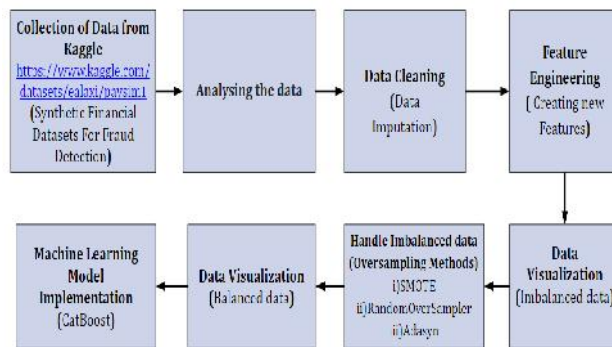 Collection of Data from
Kaggle
https://www.kaggle.com/
datasets/ealaxi/paysim1
(Synthetic Financial
Datasets For Fraud
Detection)
Analysing the data
Data Cleaning
(Data
Imputation)
Feature
Engineering
( Creating new
Features)
Data
Visualization
(Imbalanced data)
Handle Imbalanced data
(Oversampling Methods)
i)SMOTE
ii)RandomOverSampler
ii)Adasyn
Data Visualization
(Balanced data)
Machine Learning
Model
Implementation
(CatBoost)